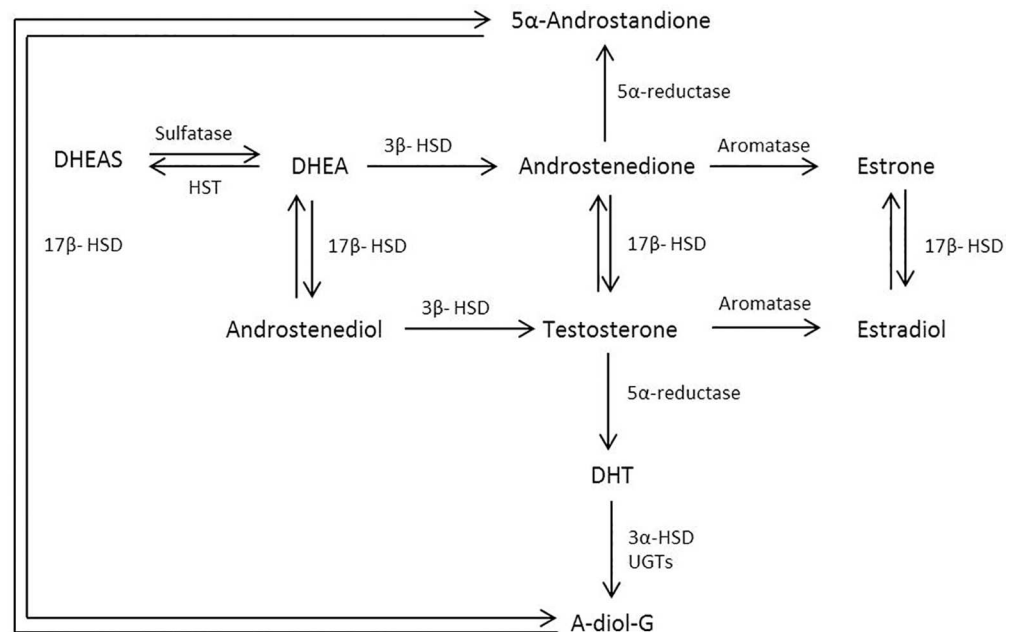 5α-Androstandione
5α-reductase
Sulfatase
3β- HSD
Aromatase
DHEAS
DHEA
Androstenedione
Estrone
HST
17β- HSD
17β- HSD
17β- HSD
17β- HSD
3β- HSD
Aromatase
Androstenediol
Testosterone
Estradiol
5α-reductase
DHT
3α-HSD
UGTs
A-diol-G